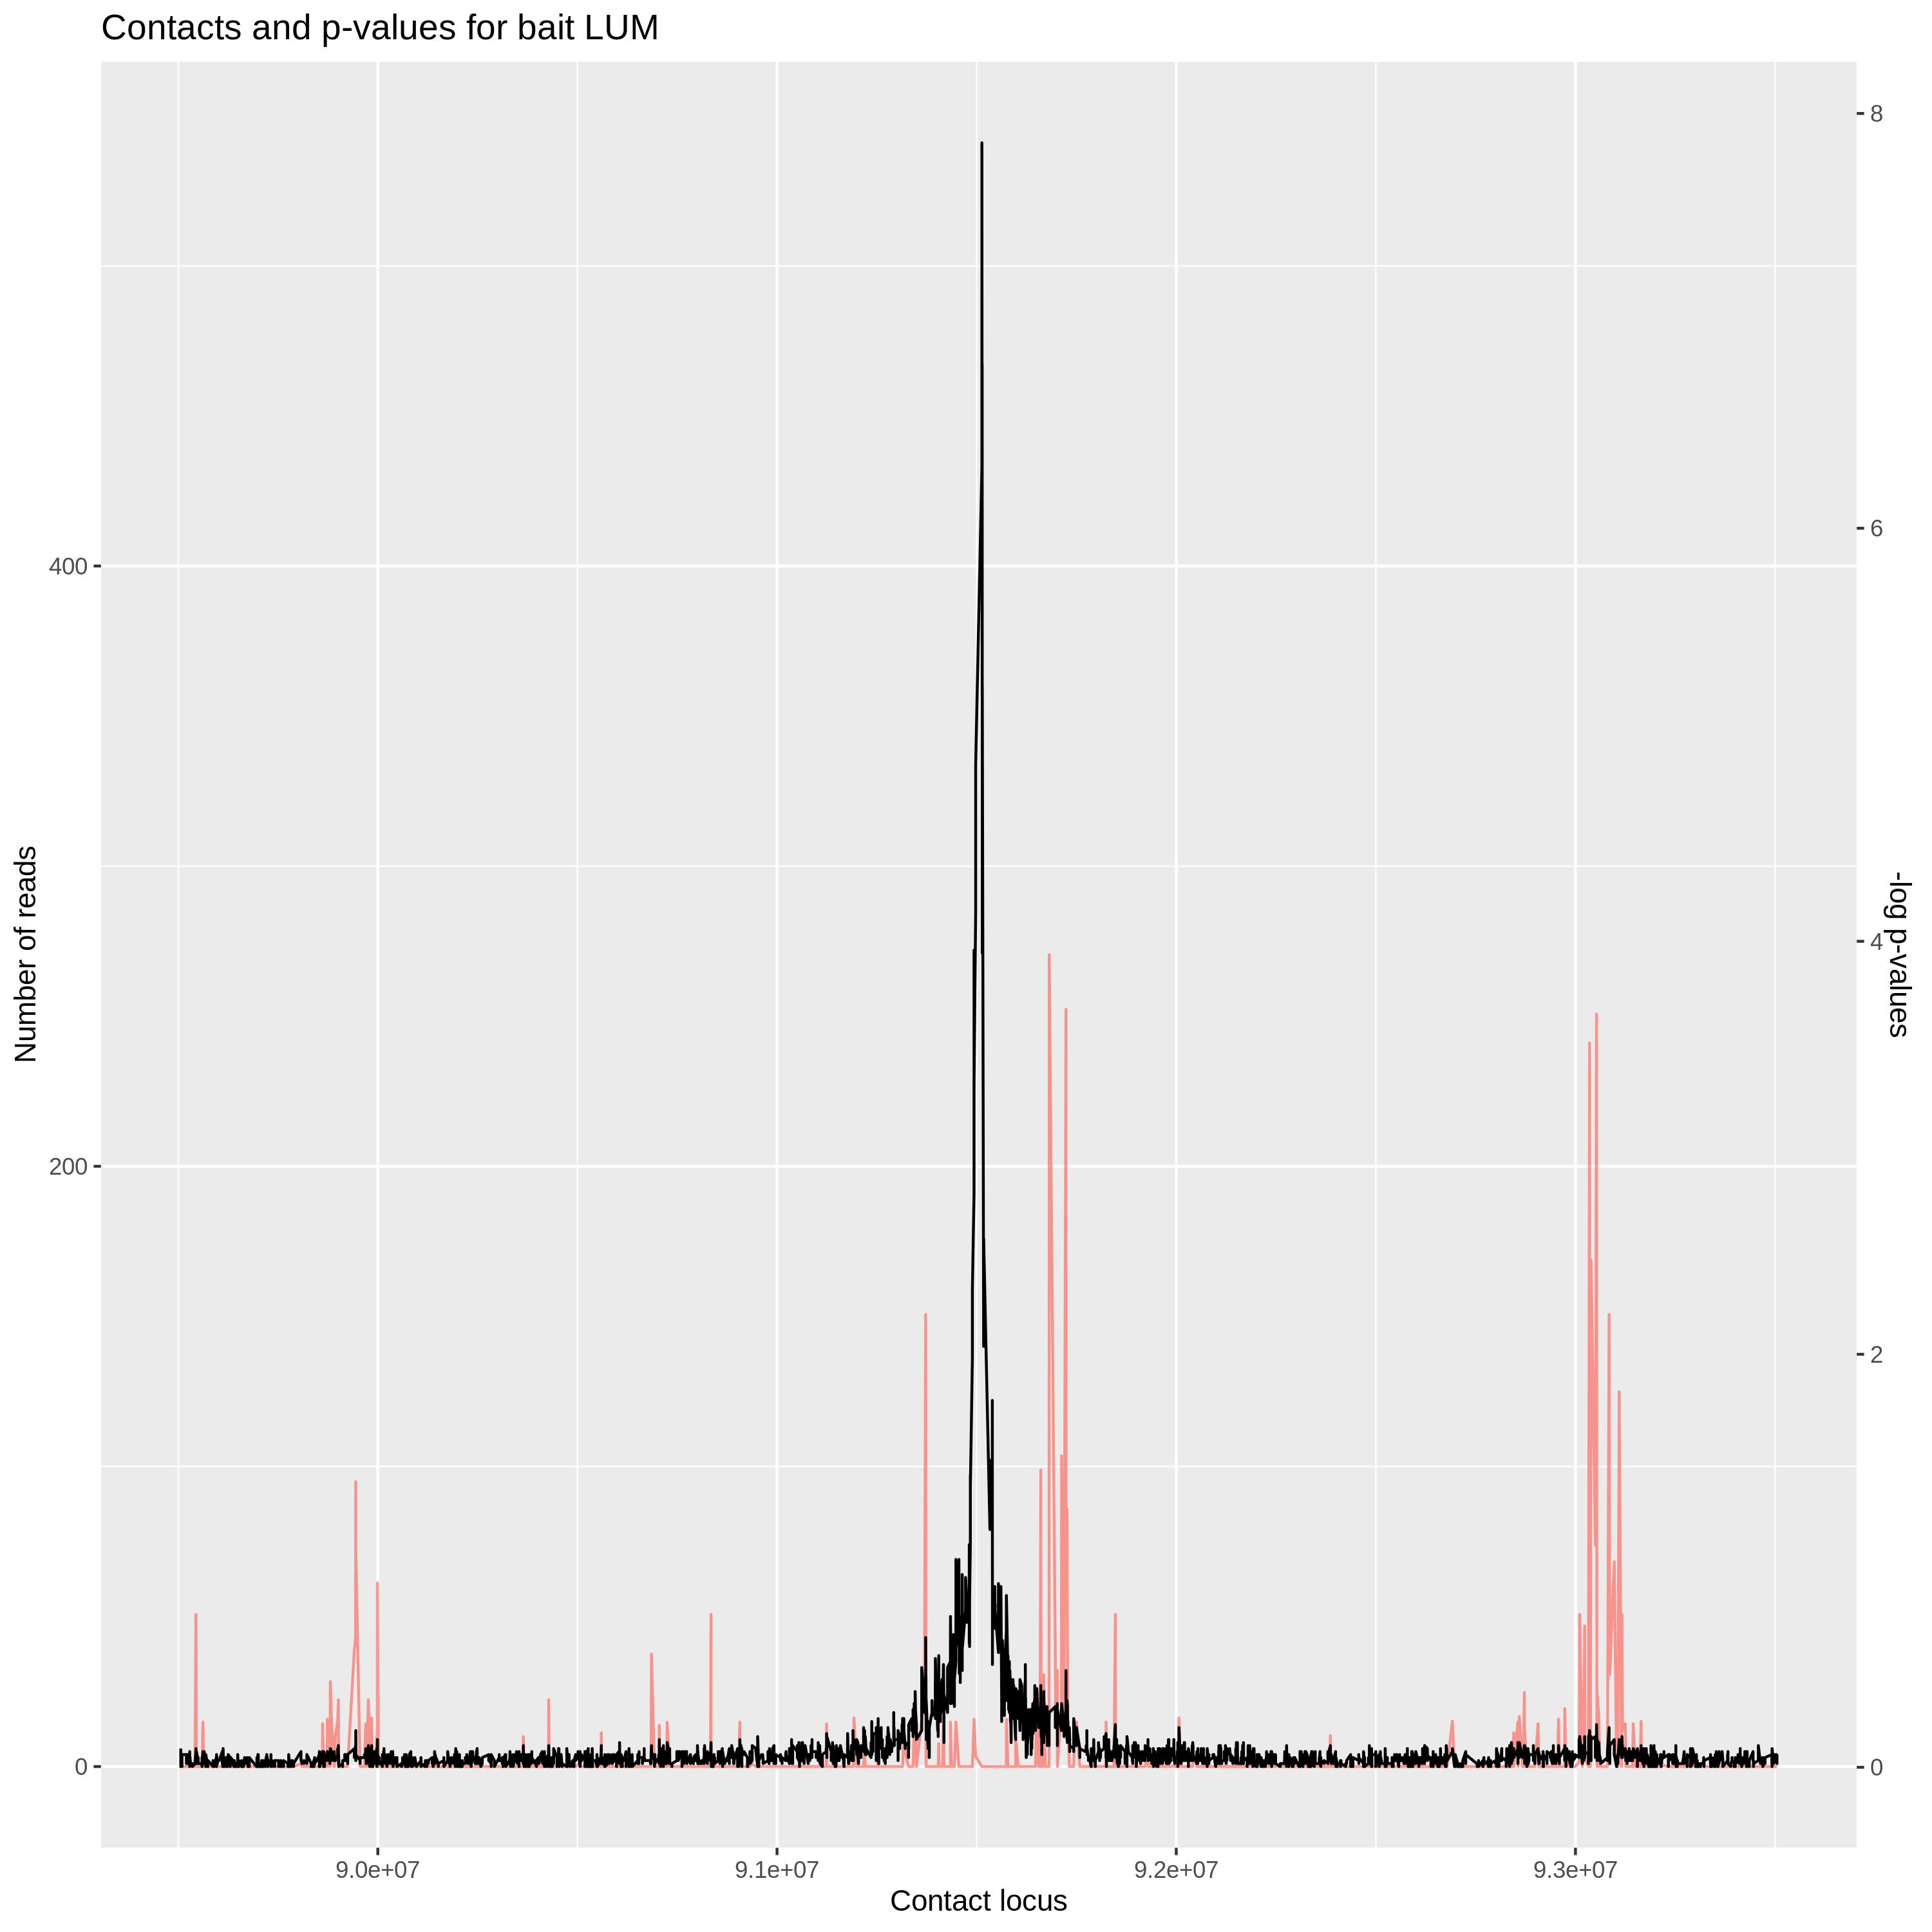 Contacts and p-values for bait LUM
8
6
4
2
0
-log p-values
400
200
0
Number of reads
9.0e+07 9.1e+07 9.2e+07 9.3e+07
Contact locus